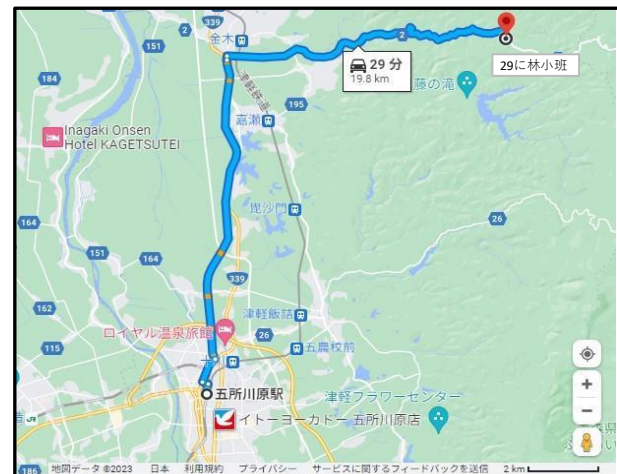 339
2
151
金木
2
29 分
19.8 km
29に林小班
藤の滝
184
津軽鉄道
195
嘉瀬
Inagaki Onsen
Hotel KAGETSUTEI
毘沙門
164
26
164
151
339
162
津軽飯詰
ロイヤル温泉旅館
26
115
五農校前
五所川原駅
津軽フラワーセンター
イトーヨーカドー 五所川原店
JR
186
地図データ ©2023 日本 利用規約 プライバシー サービスに関するフィードバックを送信 2 km